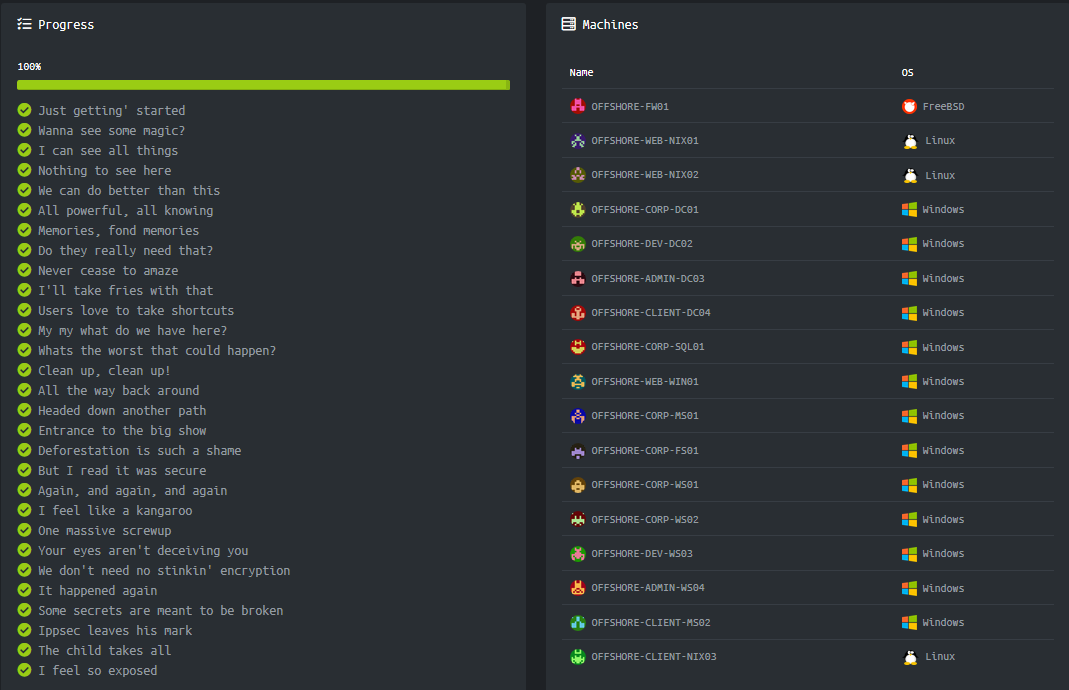 Progress
100%
Just getting' started
Wanna see some magic?
I can see all things
Nothing to see here
We can do better than this
All powerful, all knowing
Memories, fond memories
Do they really need that?
Never cease to amaze
I'll take fries with that
Users love to take shortcuts
My my what do we have here?
Whats the worst that could happen?
Clean up, clean up!
All the way back around
Headed down another path
Entrance to the big show
Deforestation is such a shame
But I read it was secure
Again, and again, and again
I feel like a kangaroo
One massive screwup
Your eyes aren't deceiving you
We don't need no stinkin' encryption
It happened again
Some secrets are meant to be broken
Ippsec leaves his mark
The child takes all
I feel so exposed
Machines
Name OS
OFFSHORE-FW01 FreeBSD
OFFSHORE-WEB-NIX01 Linux
OFFSHORE-WEB-NIX02 Linux
OFFSHORE-CORP-DC01 Windows
OFFSHORE-DEV-DC02 Windows
OFFSHORE-ADMIN-DC03 Windows
OFFSHORE-CLIENT-DC04 Windows
OFFSHORE-CORP-SQL01 Windows
OFFSHORE-WEB-WIN01 Windows
OFFSHORE-CORP-MS01 Windows
OFFSHORE-CORP-FS01 Windows
OFFSHORE-CORP-WS01 Windows
OFFSHORE-CORP-WS02 Windows
OFFSHORE-DEV-WS03 Windows
OFFSHORE-ADMIN-WS04 Windows
OFFSHORE-CLIENT-MS02 Windows
OFFSHORE-CLIENT-NIX03 Linux